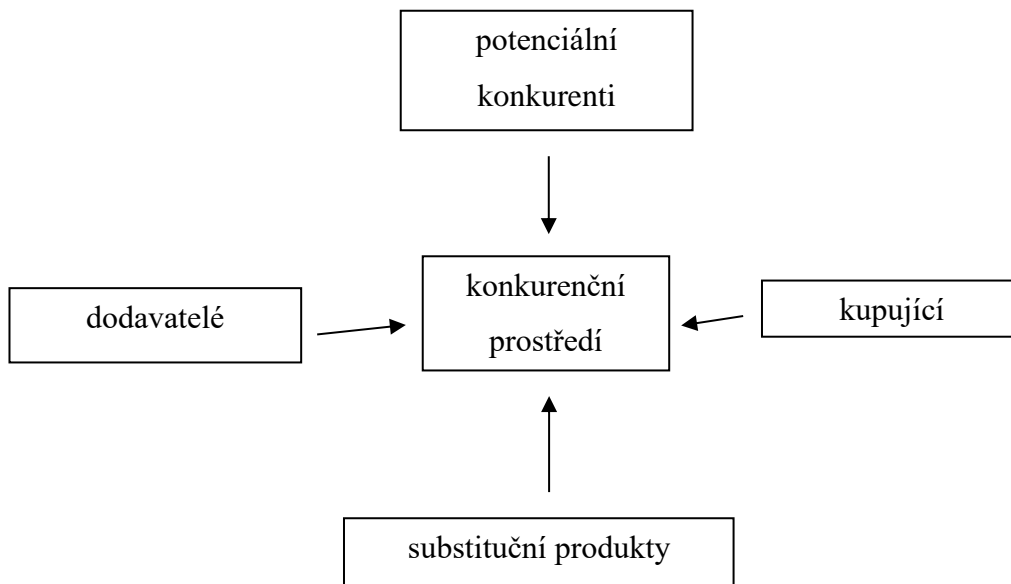 potenciální
konkurenti
dodavatelé
konkurenční
prostředí
kupující
substituční produkty